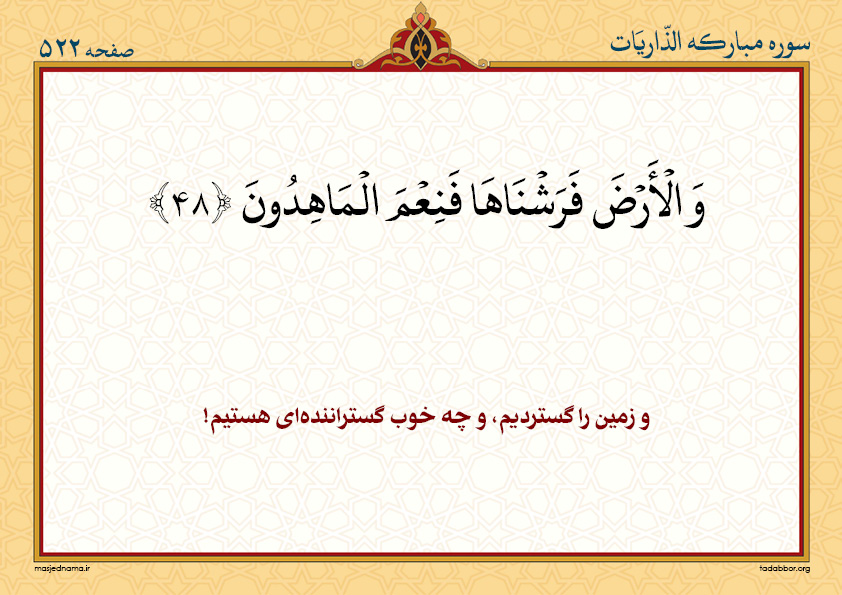 سوره مبارکه الذّاریَات
صفحه ۵۲۲
وَ الْأَرْضَ فَرَشْنَاهَا فَنِعْمَ الْمَاهِدُونَ ﴿۴۸﴾
و زمین را گستردیم، و چه خوب گستراننده‌ای هستیم!
masjednama.ir
tadabbor.org